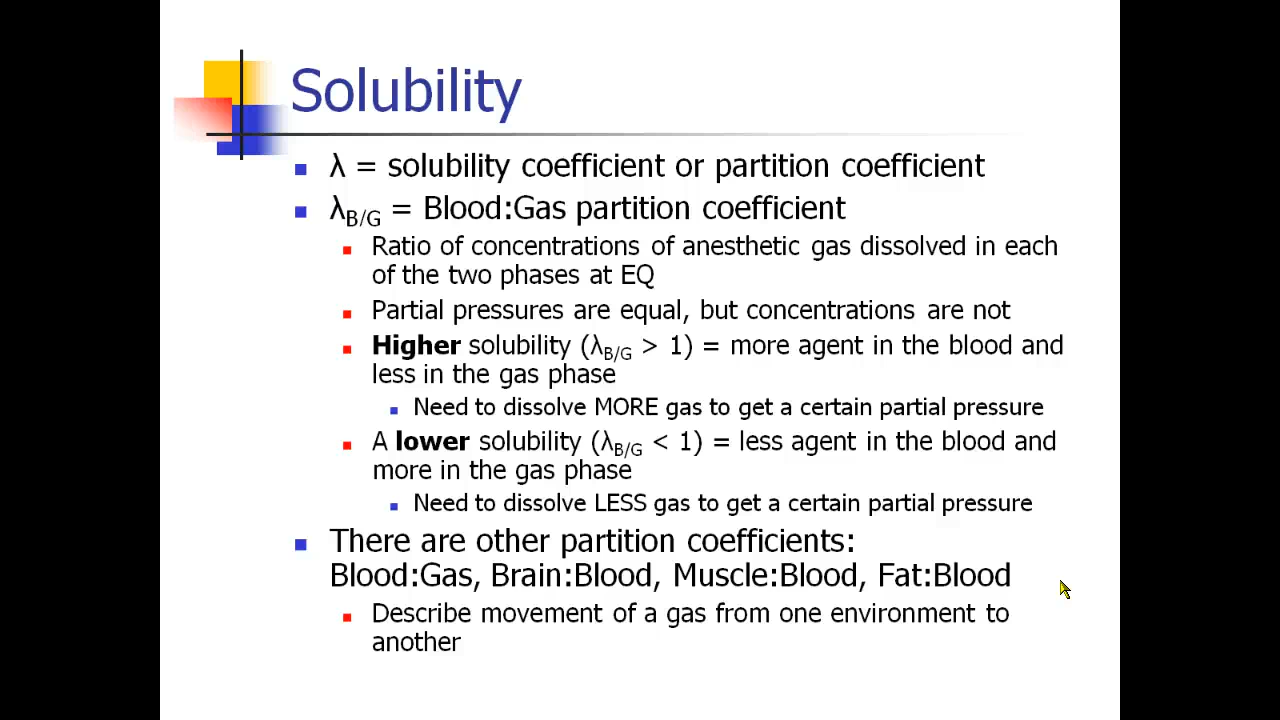 Solubility
λ = solubility coefficient or partition coefficient
λB/G = Blood:Gas partition coefficient
Ratio of concentrations of anesthetic gas dissolved in each
of the two phases at EQ
Partial pressures are equal, but concentrations are not
Higher solubility (λB/G > 1) = more agent in the blood and
less in the gas phase
Need to dissolve MORE gas to get a certain partial pressure
A lower solubility (λB/G < 1) = less agent in the blood and
more in the gas phase
Need to dissolve LESS gas to get a certain partial pressure
There are other partition coefficients:
Blood:Gas, Brain:Blood, Muscle:Blood, Fat:Blood
Describe movement of a gas from one environment to
another